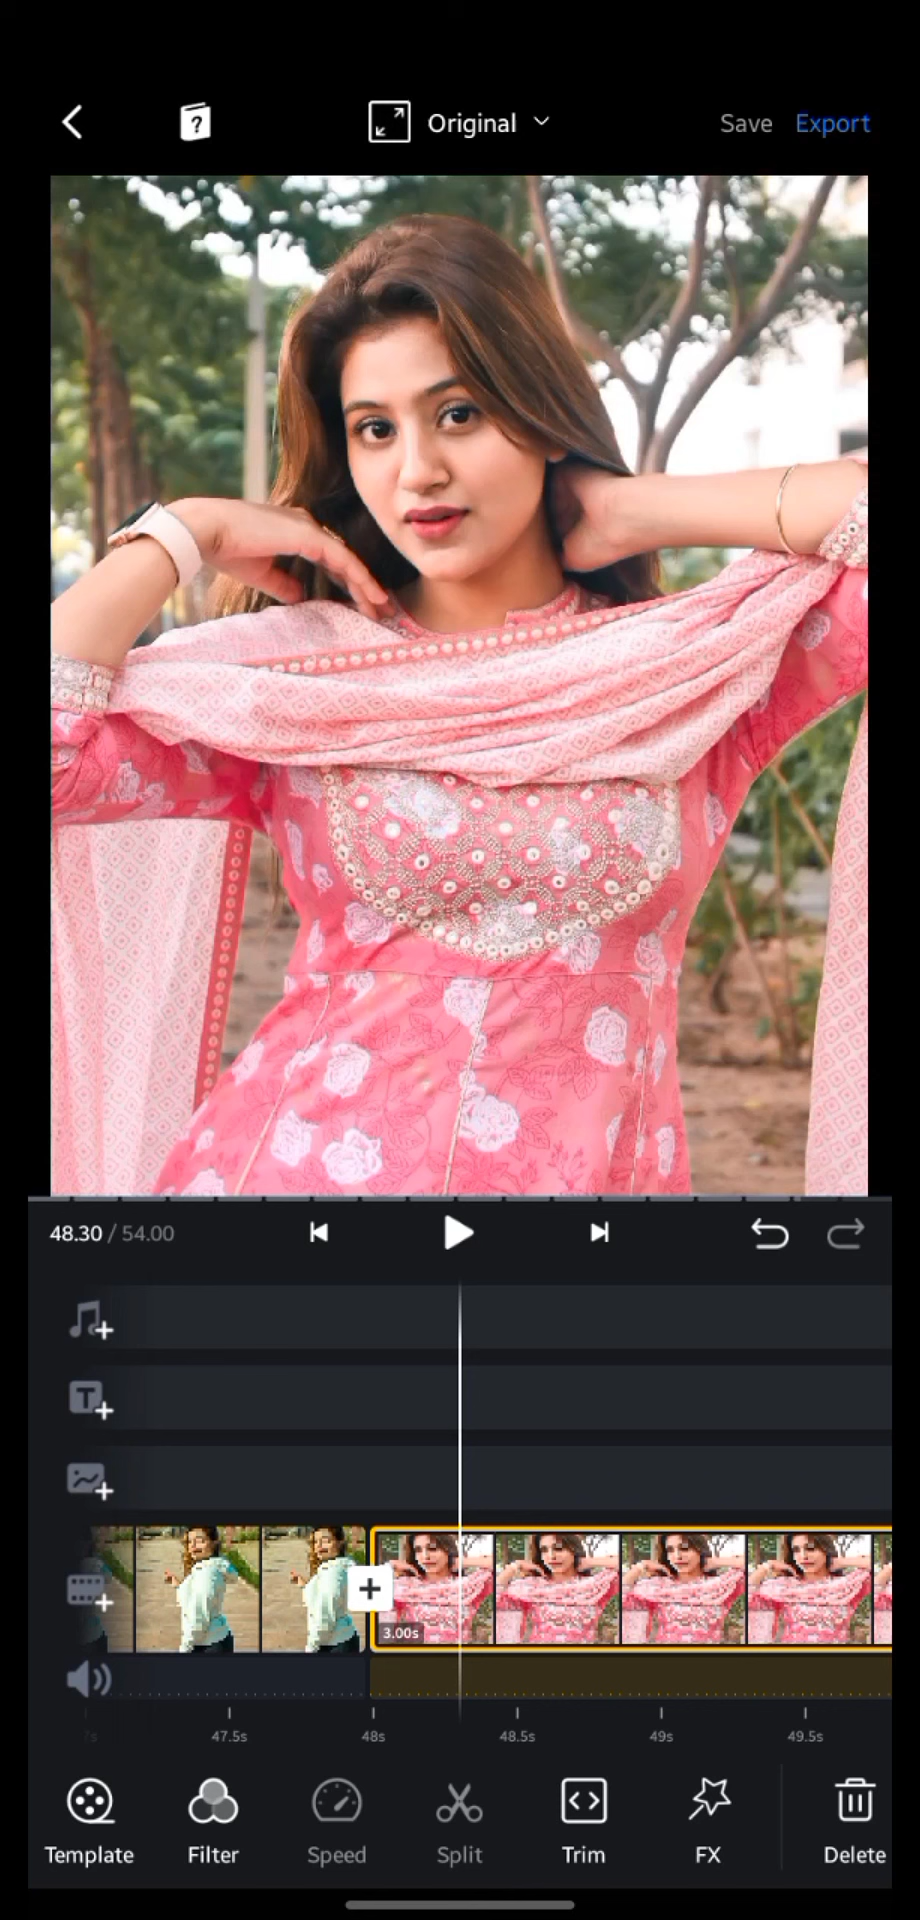 Original
Save Export
48.30 / 54.00
3.00s
47.5s 48s 48.5s 49s 49.5s
Template Filter Speed Split Trim FX Delete